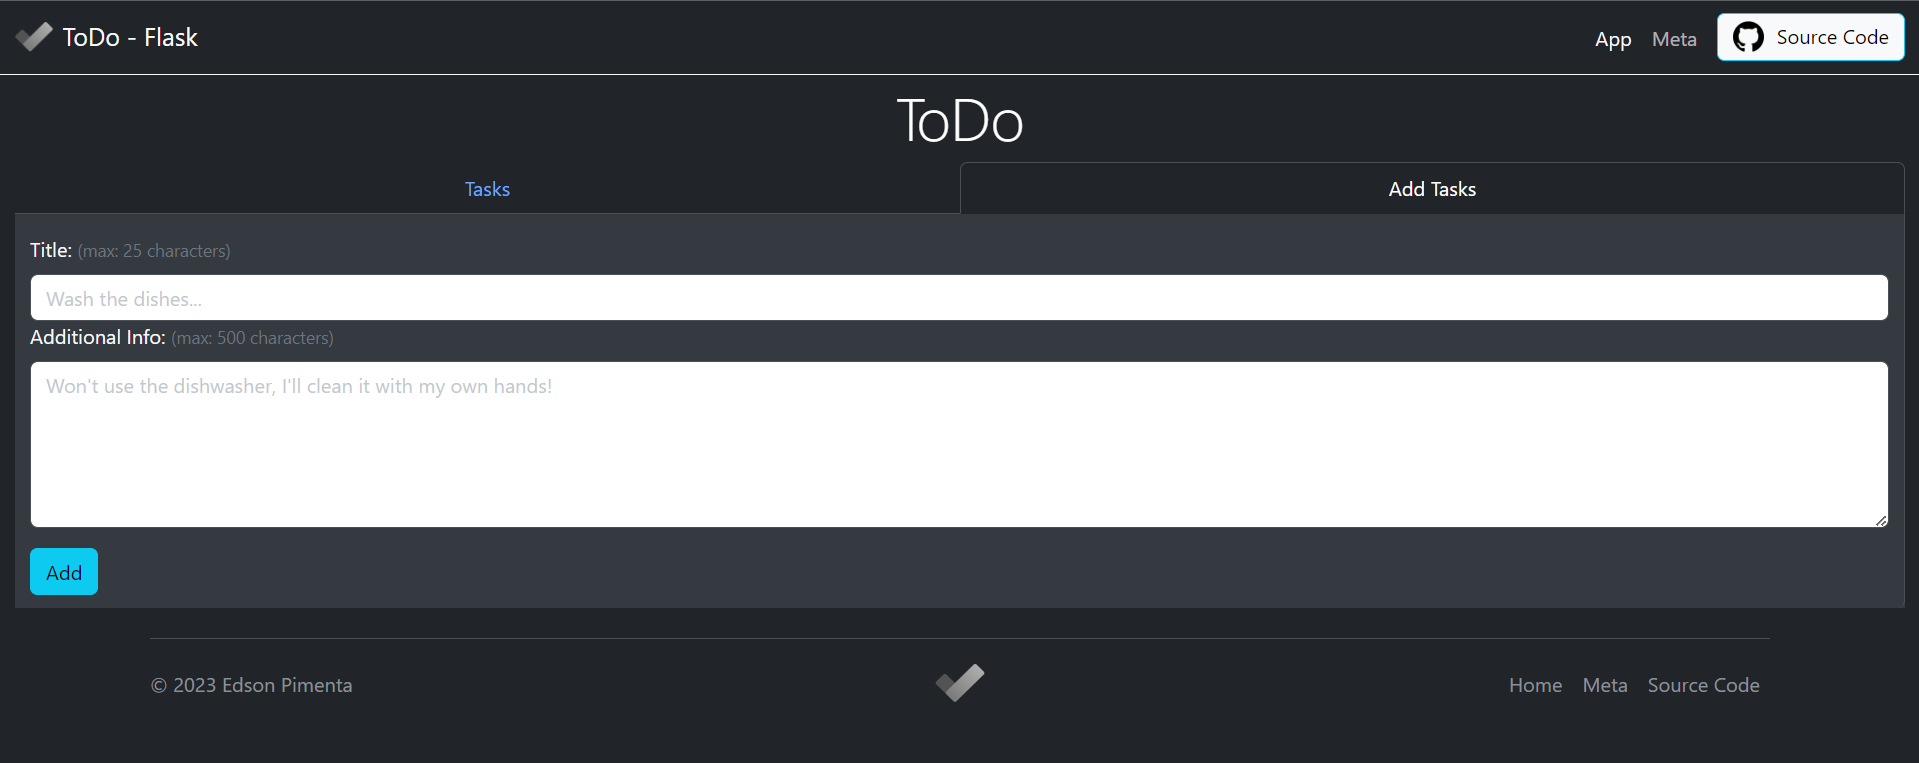 ToDo - Flask
App Meta Source Code
ToDo
Tasks
Add Tasks
Title: (max: 25 characters)
Wash the dishes...
Additional Info: (max: 500 characters)
Won't use the dishwasher, I'll clean it with my own hands!
Add
© 2023 Edson Pimenta
Home Meta Source Code